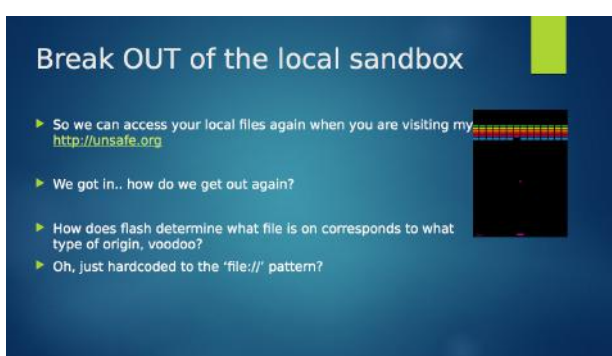 Break OUT of the local sandbox
So we can access your local files again when you are visiting my
http://unsafe.org
We got in.. how do we get out again?
How does flash determine what file is on corresponds to what
type of origin, voodoo?
Oh, just hardcoded to the ‘file://’ pattern?